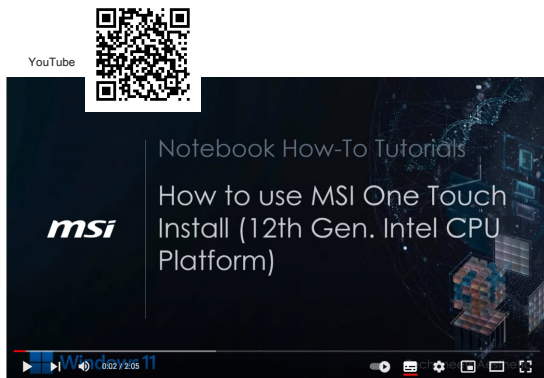 YouTube
Notebook How-To Tutorials
How to use MSI One Touch
Install (12th Gen. Intel CPU
Platform)
msi
Windows 11
0:02 / 2:05